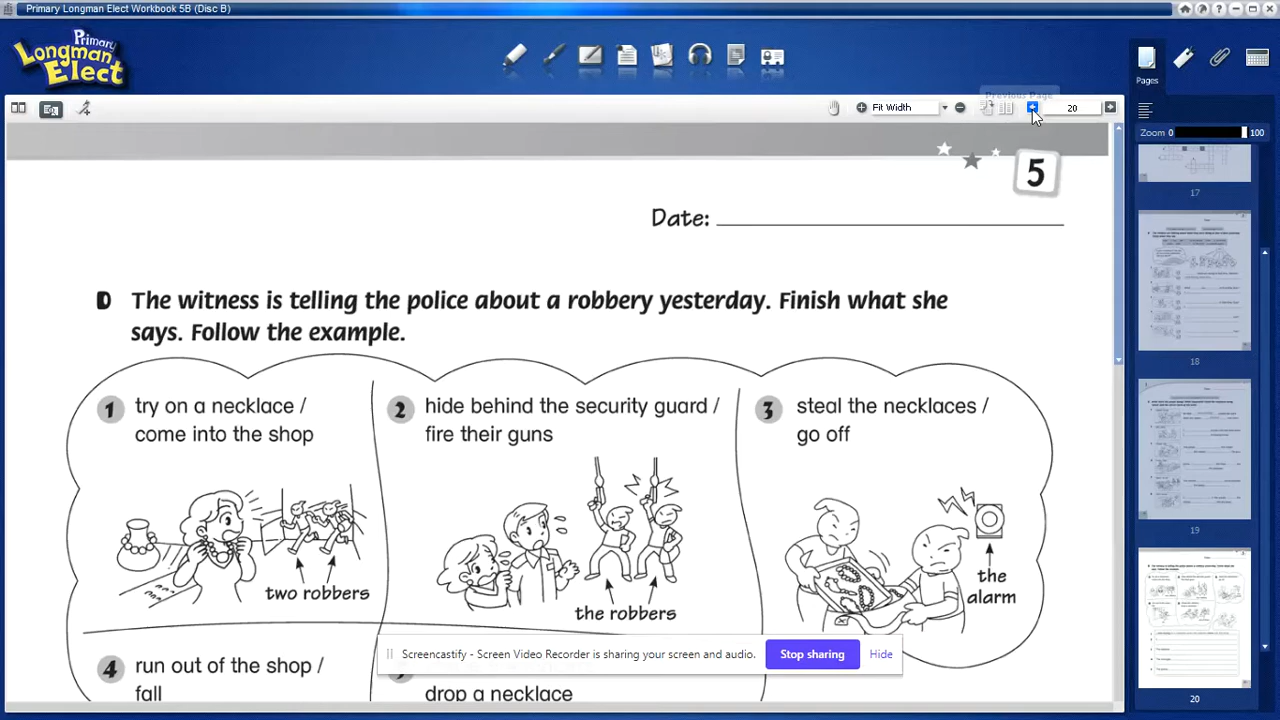 Primary Longman Elect Workbook 5B (Disc B)
Primary
Longman
Elect
Pages
Previous Page
Fit Width
20
Zoom 0
100
5
Date:
D The witness is telling the police about a robbery yesterday. Finish what she
says. Follow the example.
1 try on a necklace /
come into the shop
two robbers
2 hide behind the security guard /
fire their guns
the robbers
3 steal the necklaces /
go off
the
alarm
4 run out of the shop /
fall
drop a necklace
Screencastify - Screen Video Recorder is sharing your screen and audio.
Stop sharing
Hide
17
18
19
20